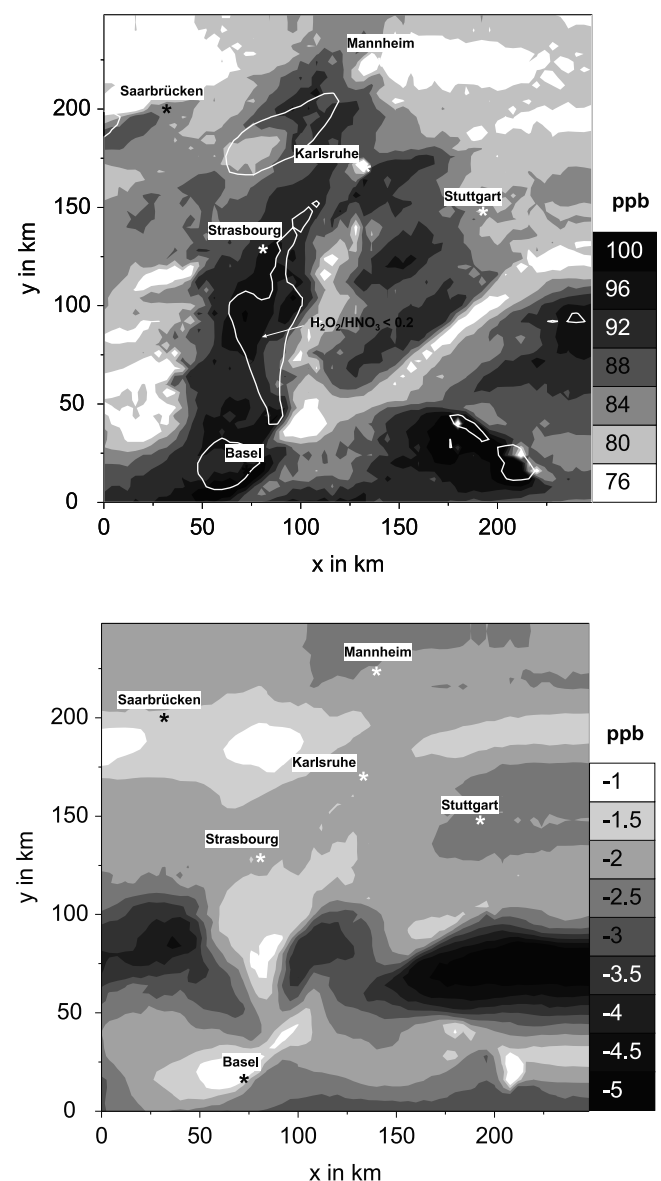 Mannheim
Saarbrücken
*
200
Karlsruhe
Stuttgart
*
150
Strasbourg
*
y in km
100
H₂O₂/HNO₃ < 0.2
50
Basel
0
0 50 100 150 200
x in km
ppb
100
96
92
88
84
80
76
Mannheim
*
Saarbrücken
*
200
Karlsruhe
*
Stuttgart
*
150
Strasbourg
*
y in km
100
50
Basel
*
0
0 50 100 150 200
x in km
ppb
-1
-1.5
-2
-2.5
-3
-3.5
-4
-4.5
-5